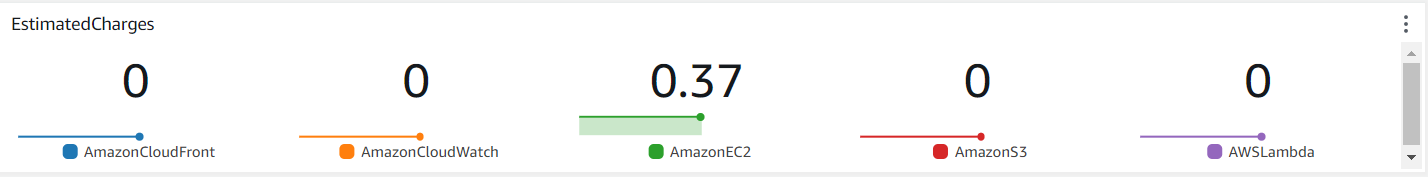 EstimatedCharges
0 0 0.37 0 0
AmazonCloudFront AmazonCloudWatch AmazonEC2 AmazonS3 AWSLambda